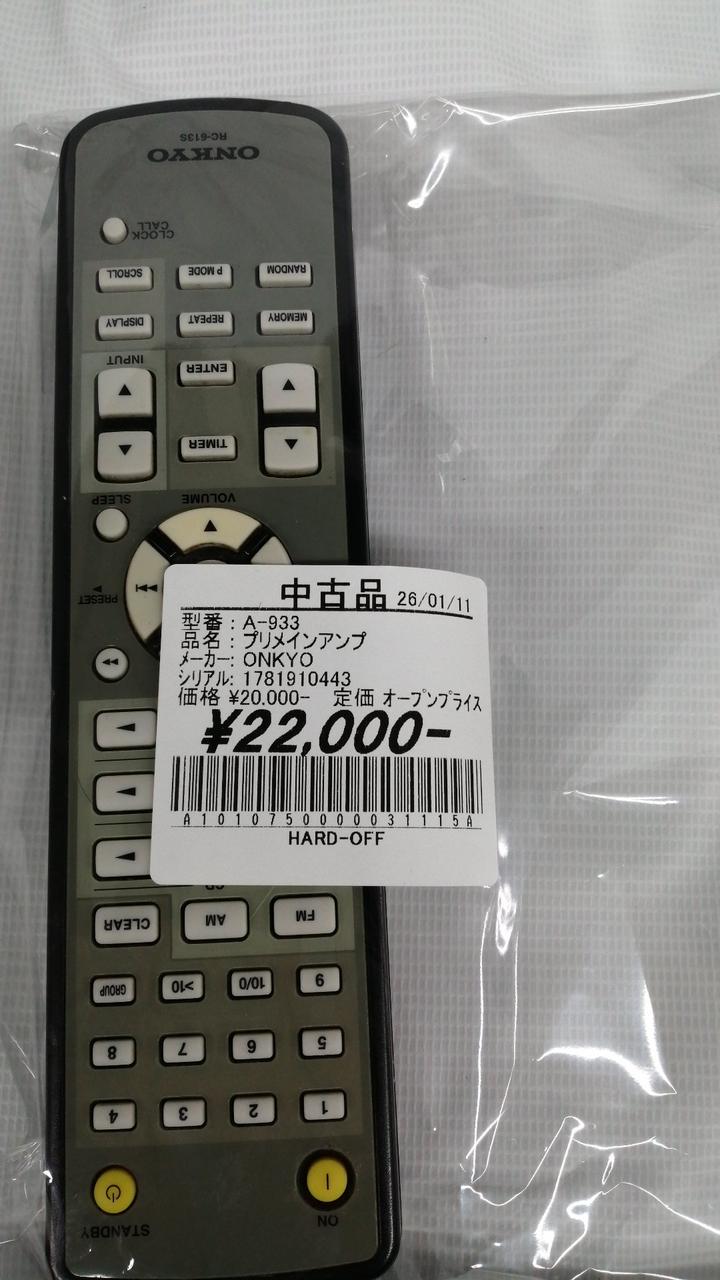 RC-613S
ONKYO
CLOCK CALL
SCROLL P MODE RANDOM
DISPLAY REPEAT MEMORY
INPUT
ENTER
TIMER
SLEEP VOLUME
PRESET
中古品 26/01/11
型番 : A-933
品名 : プリメインアンプ
メーカー: ONKYO
シリアル: 1781910443
価格 ¥20,000- 定価 オープンプライス
¥22,000-
A1010750000031115A
HARD-OFF
CLEAR AM FM
GROUP >10 10/0 9
8 7 6 5
4 3 2 1
STANDBY ON